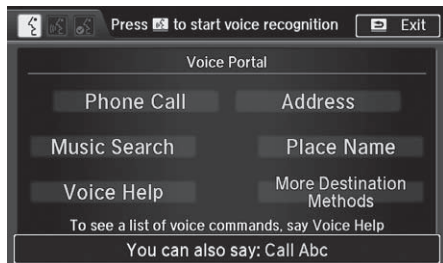 Press to start voice recognition
Exit
Voice Portal
Phone Call
Address
Music Search
Place Name
Voice Help
More Destination
Methods
To see a list of voice commands, say Voice Help
You can also say: Call Abc